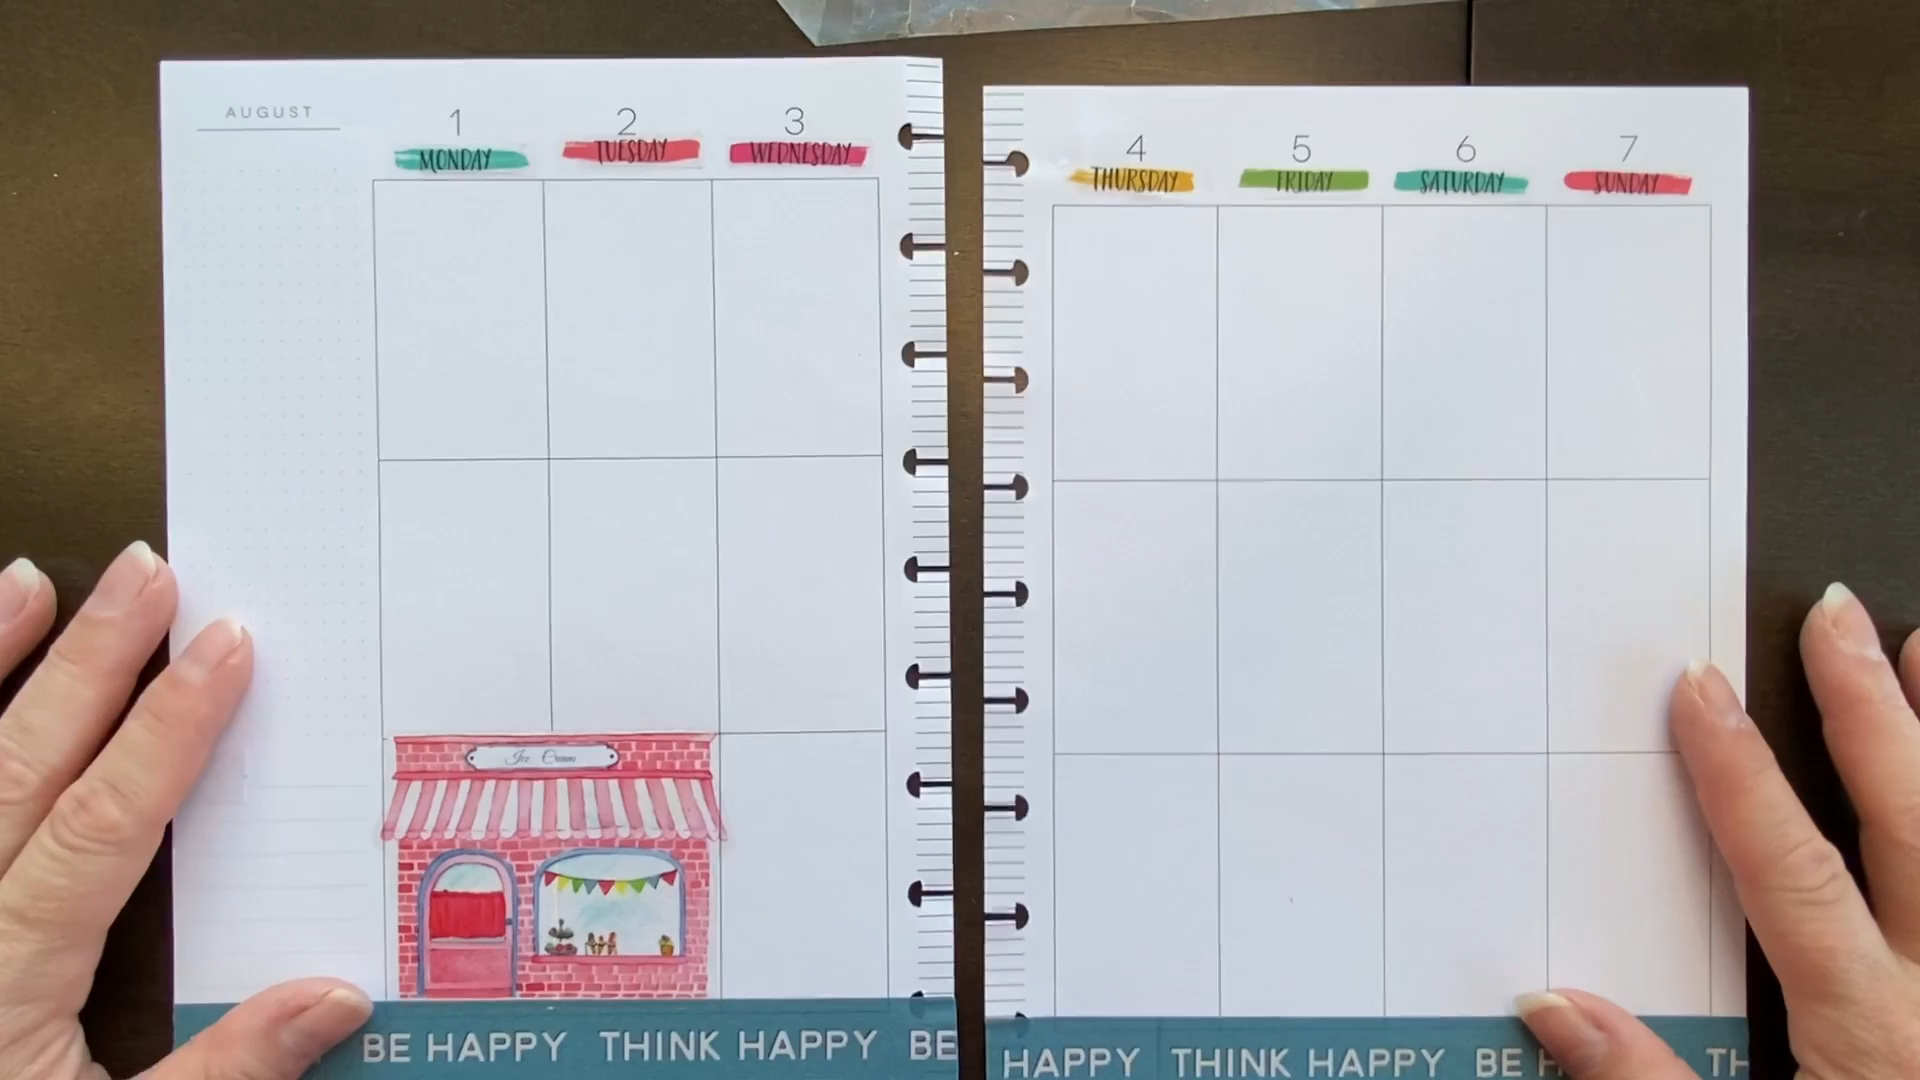 AUGUST
1 2 3
MONDAY TUESDAY WEDNESDAY
4 5 6 7
THURSDAY FRIDAY SATURDAY SUNDAY
Ice Cream
BE HAPPY THINK HAPPY BE
HAPPY THINK HAPPY BE H TH